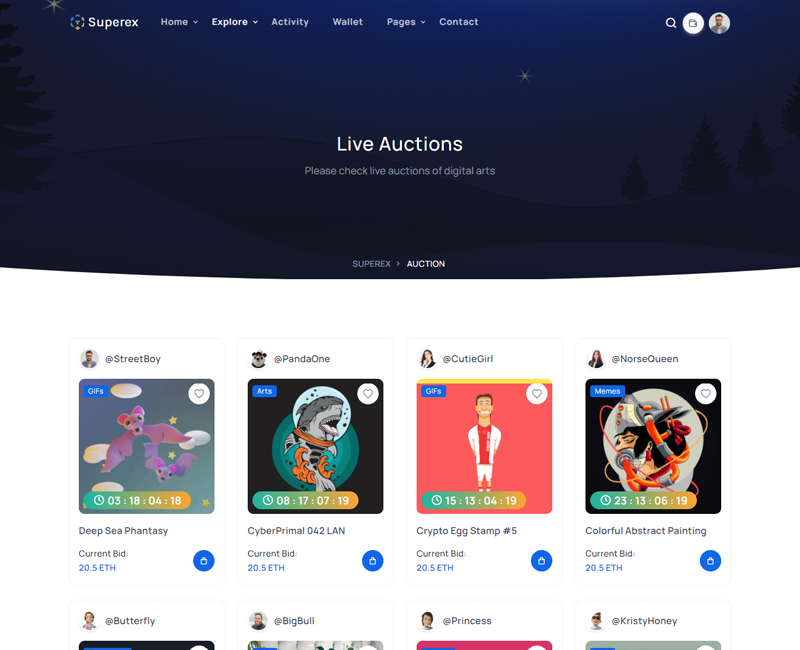 Superex
Home
Explore
Activity
Wallet
Pages
Contact
Live Auctions
Please check live auctions of digital arts
SUPEREX > AUCTION
@StreetBoy
@PandaOne
@CutieGirl
@NorseQueen
GIFs
Arts
GIFs
Memes
03 : 18 : 04 : 18
08 : 17 : 07 : 19
15 : 13 : 04 : 19
23 : 13 : 06 : 19
Deep Sea Phantasy
CyberPrimal 042 LAN
Crypto Egg Stamp #5
Colorful Abstract Painting
Current Bid:
Current Bid:
Current Bid:
Current Bid:
20.5 ETH
20.5 ETH
20.5 ETH
20.5 ETH
@Butterfly
@BigBull
@Princess
@KristyHoney